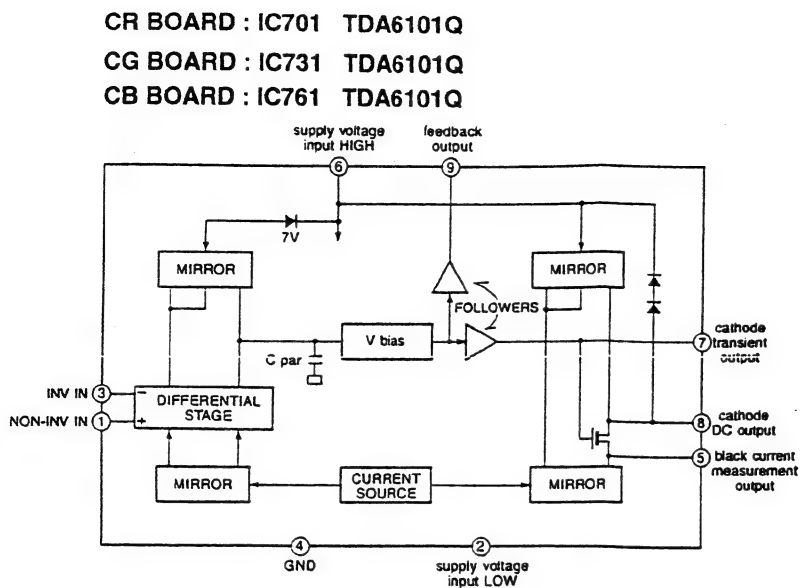 CR BOARD : IC701 TDA6101Q
CG BOARD : IC731 TDA6101Q
CB BOARD : IC761 TDA6101Q
supply voltage
input HIGH
feedback
output
6
9
7V
MIRROR
MIRROR
FOLLOWERS
V bias
C par
7
cathode
transient
output
INV IN 3 -
NON-INV IN 1 +
DIFFERENTIAL
STAGE
8
cathode
DC output
5
black current
measurement
output
MIRROR
CURRENT
SOURCE
MIRROR
4
GND
2
supply voltage
input LOW